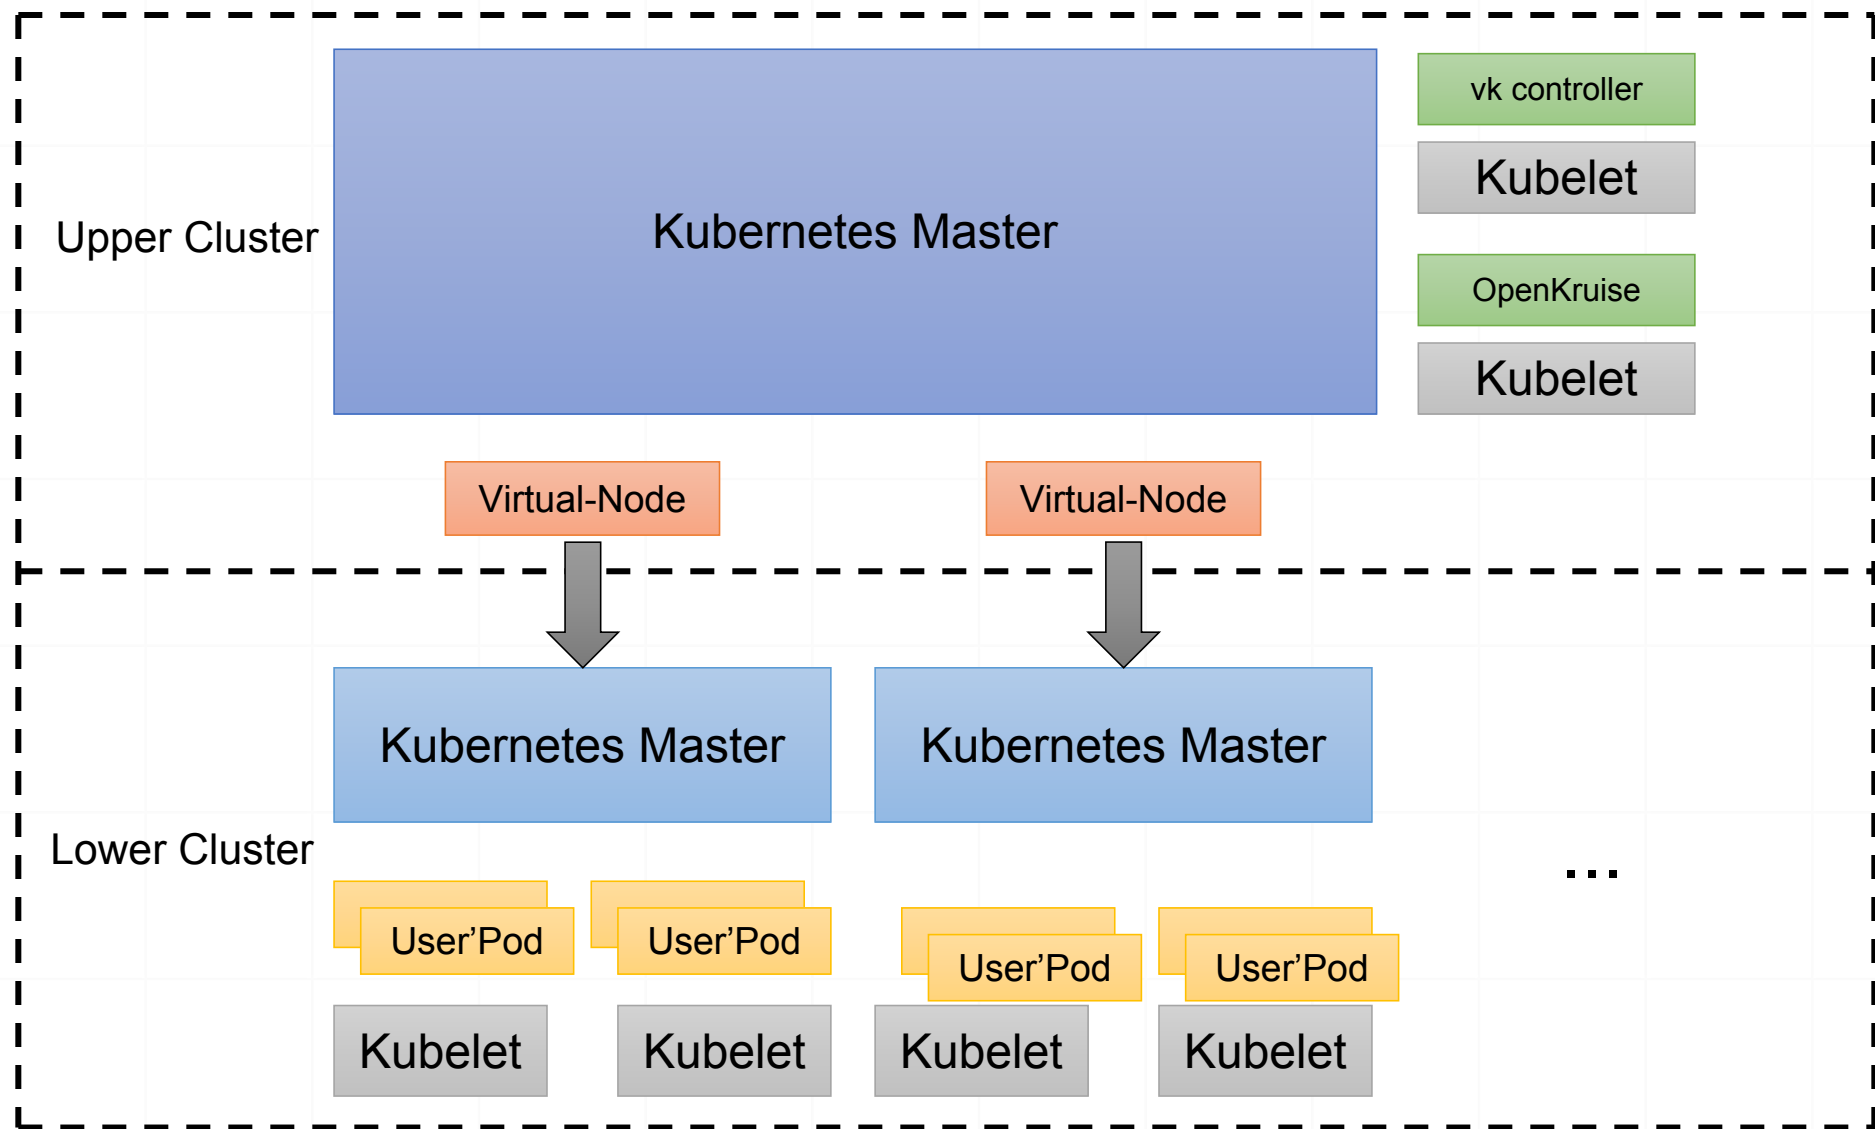 vk controller
Kubelet
Upper Cluster
Kubernetes Master
OpenKruise
Kubelet
Virtual-Node
Virtual-Node
Kubernetes Master
Kubernetes Master
Lower Cluster
...
User’Pod
User’Pod
User’Pod
User’Pod
Kubelet
Kubelet
Kubelet
Kubelet